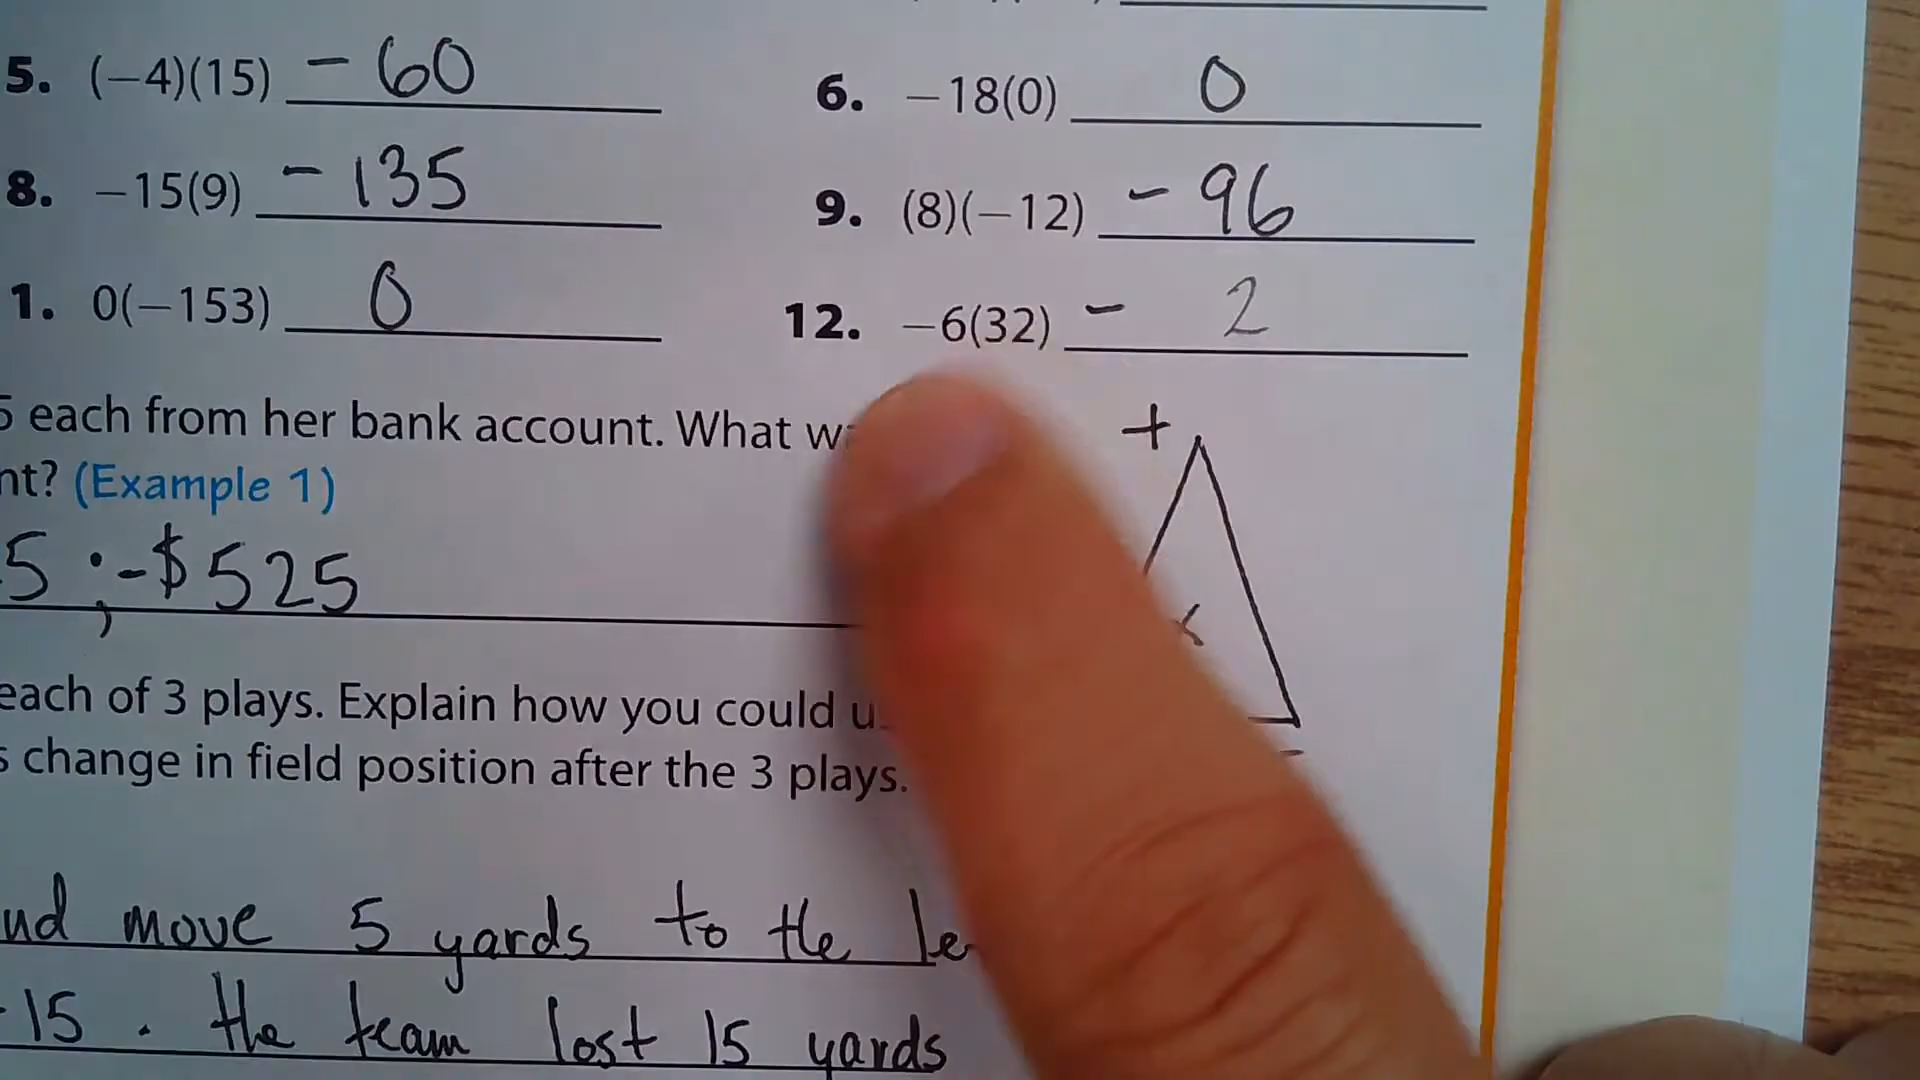 5. (−4)(15) - 60
6. −18(0) 0
8. −15(9) - 135
9. (8)(−12) - 96
1. 0(−153) 0
12. −6(32) - 2
5 each from her bank account. What
nt? (Example 1)
5 ; -$525
+
×
-
each of 3 plays. Explain how you could
s change in field position after the 3 plays.
move 5 yards to the
-15. the team lost 15 yards